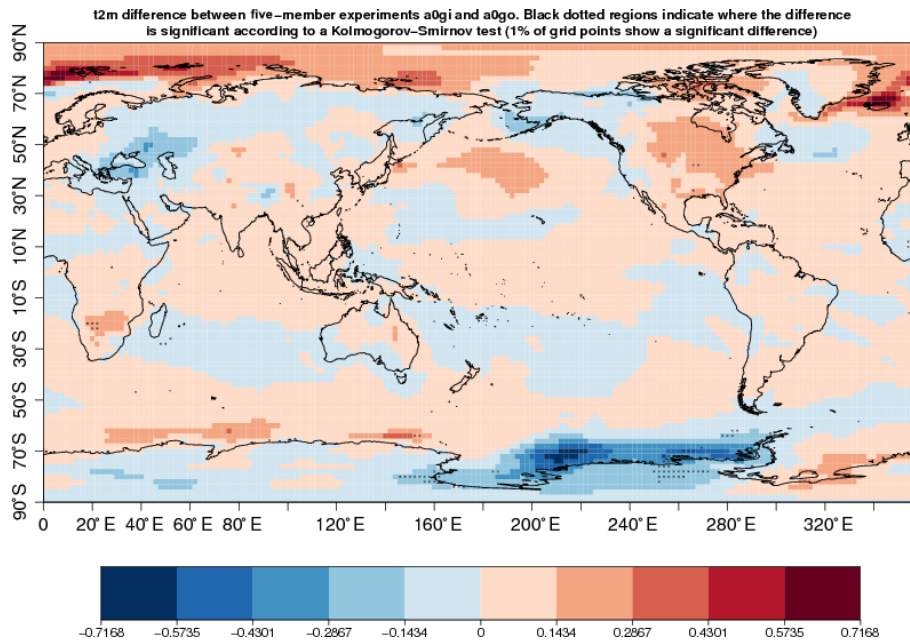 t2m difference between five-member experiments a0gi and a0go. Black dotted regions indicate where the difference
is significant according to a Kolmogorov-Smirnov test (1% of grid points show a significant difference)
90°N
70°N
50°N
30°N
10°N
10°S
30°S
50°S
70°S
90°S
0 20°E 40°E 60°E 80°E 120°E 160°E 200°E 240°E 280°E 320°E
-0.7168 -0.5735 -0.4301 -0.2867 -0.1434 0 0.1434 0.2867 0.4301 0.5735 0.7168